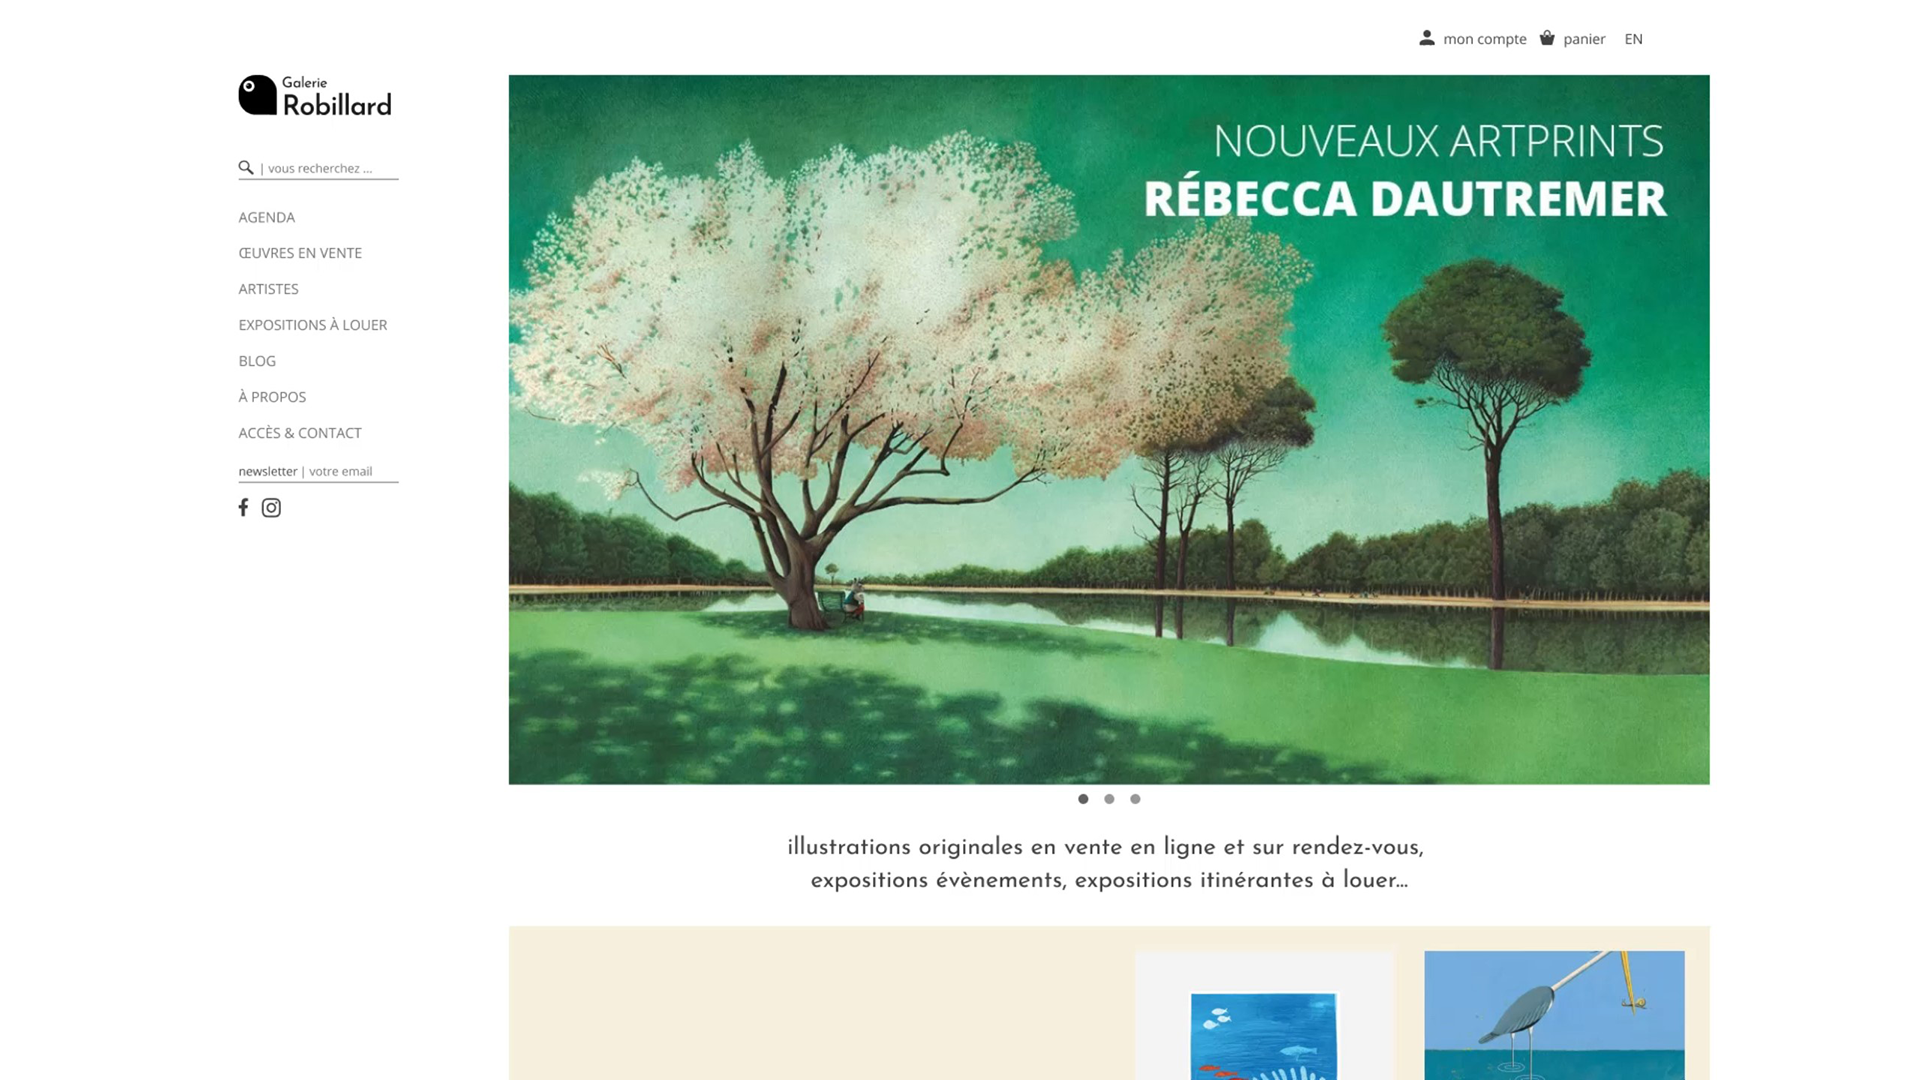 mon compte panier EN
Galerie
Robillard
| vous recherchez ...
AGENDA
ŒUVRES EN VENTE
ARTISTES
EXPOSITIONS À LOUER
BLOG
À PROPOS
ACCÈS & CONTACT
newsletter | votre email
NOUVEAUX ARTPRINTS
RÉBECCA DAUTREMER
illustrations originales en vente en ligne et sur rendez-vous,
expositions évènements, expositions itinérantes à louer...